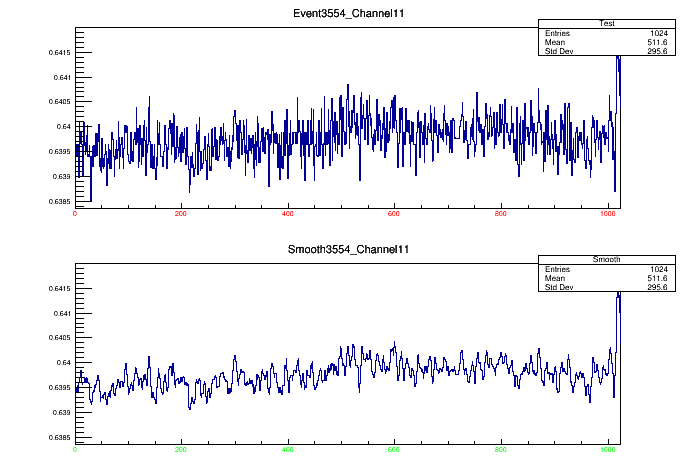 Event3554_Channel11
Test
Entries 1024
Mean 511.6
Std Dev 295.6
0.6415
0.641
0.6405
0.64
0.6395
0.639
0.6385
0 200 400 600 800 1000
Smooth3554_Channel11
Smooth
Entries 1024
Mean 511.6
Std Dev 295.6
0.6415
0.641
0.6405
0.64
0.6395
0.639
0.6385
0 200 400 600 800 1000